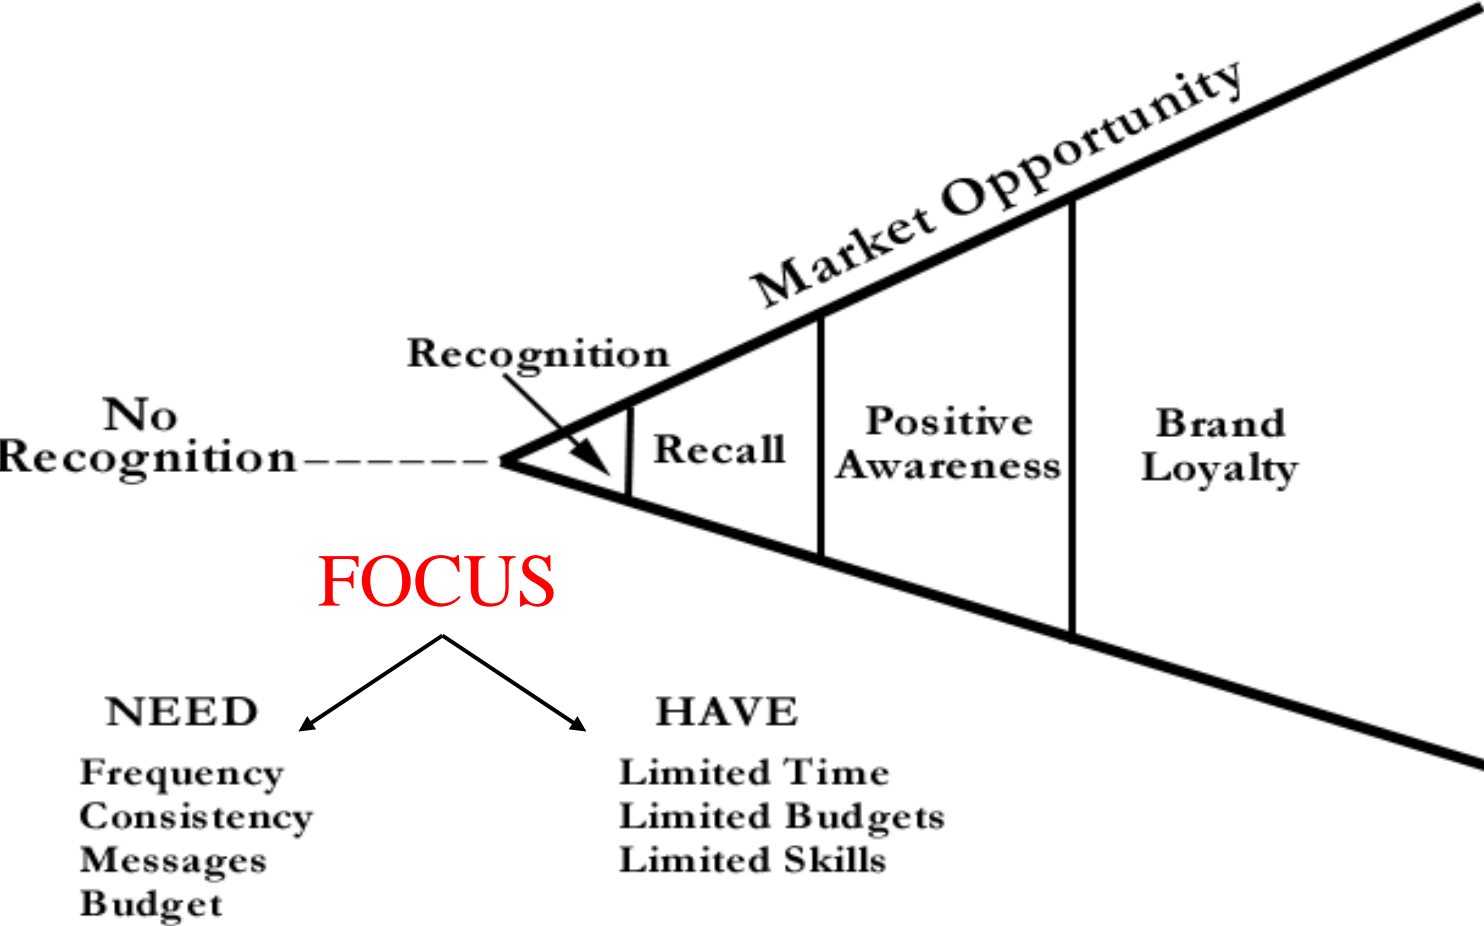 Market Opportunity
Recognition
No
Recognition
Recall
Positive
Awareness
Brand
Loyalty
FOCUS
NEED
Frequency
Consistency
Messages
Budget
HAVE
Limited Time
Limited Budgets
Limited Skills